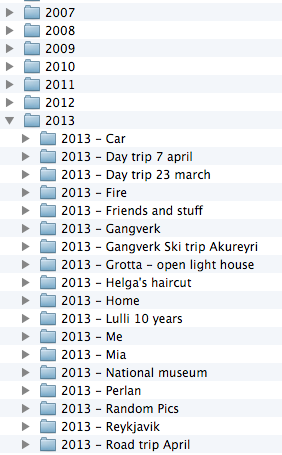 2007
2008
2009
2010
2011
2012
2013
2013 - Car
2013 - Day trip 7 april
2013 - Day trip 23 march
2013 - Fire
2013 - Friends and stuff
2013 - Gangverk
2013 - Gangverk Ski trip Akureyri
2013 - Grotta - open light house
2013 - Helga's haircut
2013 - Home
2013 - Lulli 10 years
2013 - Me
2013 - Mia
2013 - National museum
2013 - Perlan
2013 - Random Pics
2013 - Reykjavik
2013 - Road trip April